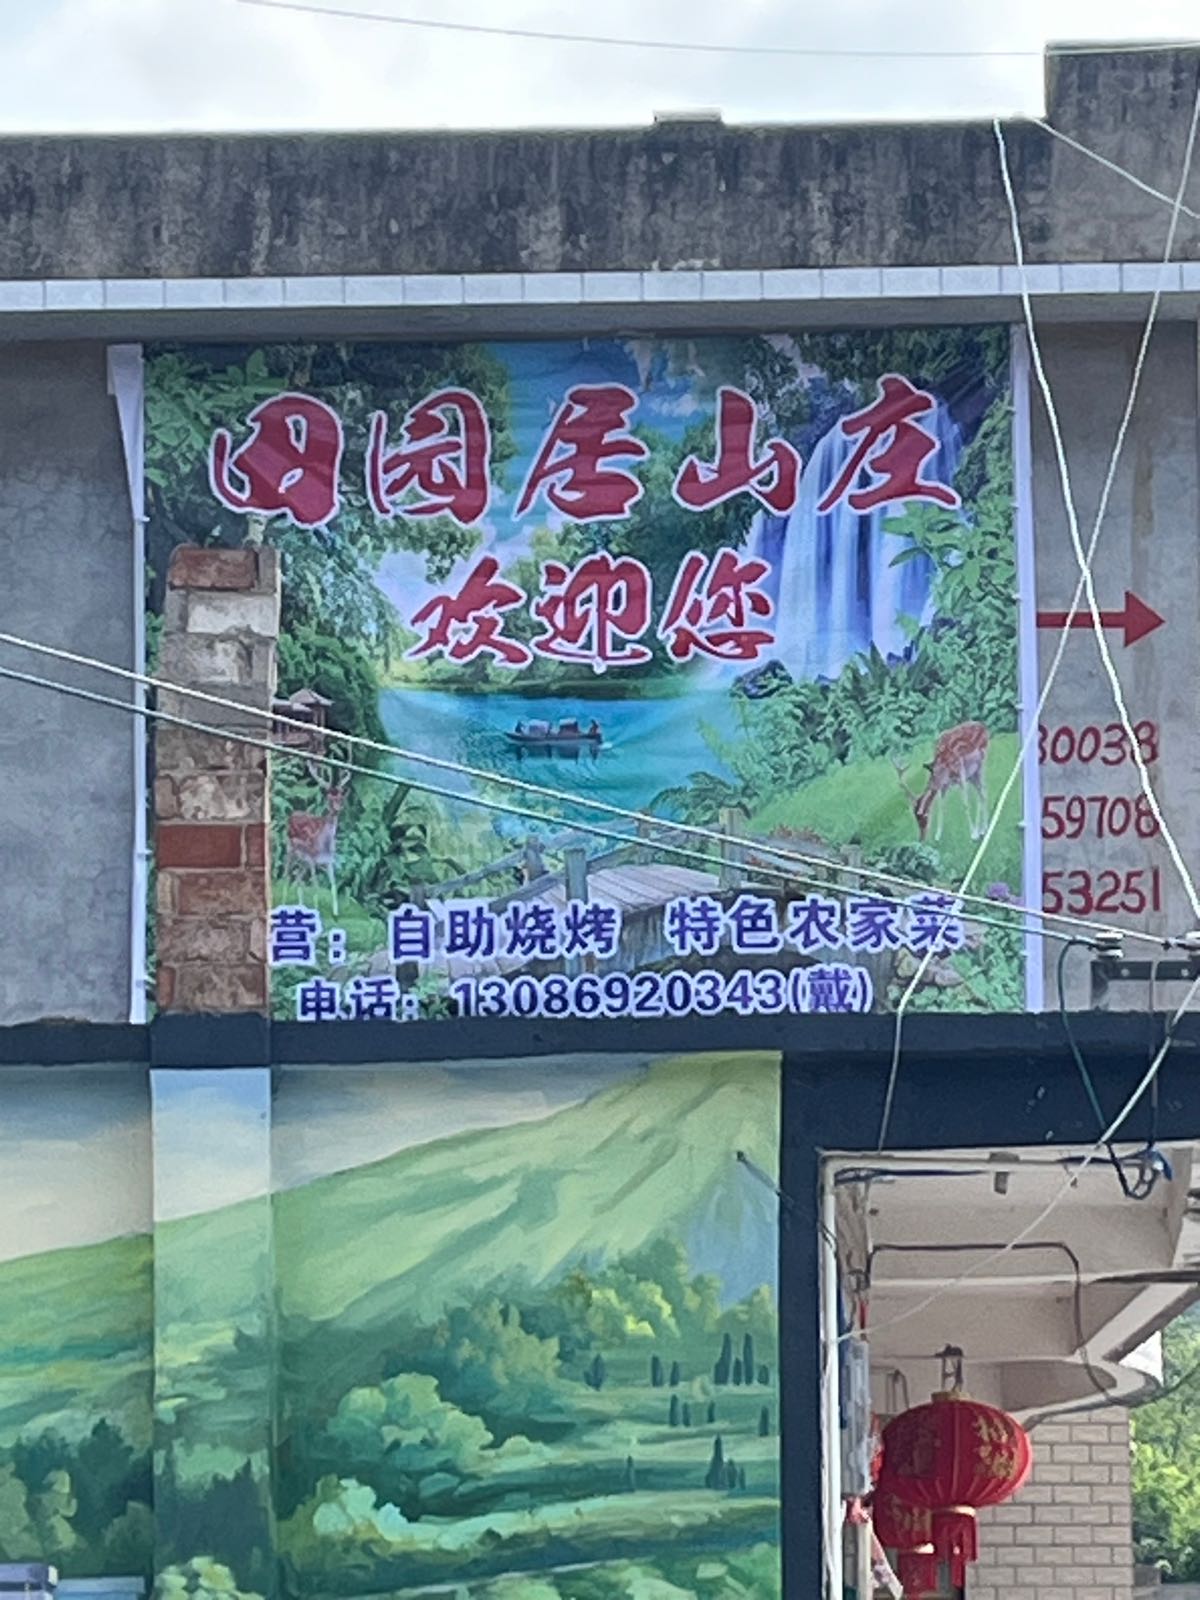 田园居山庄
欢迎您
营：自助烧烤 特色农家菜
电话：13086920343(戴)
80038
59708
53251